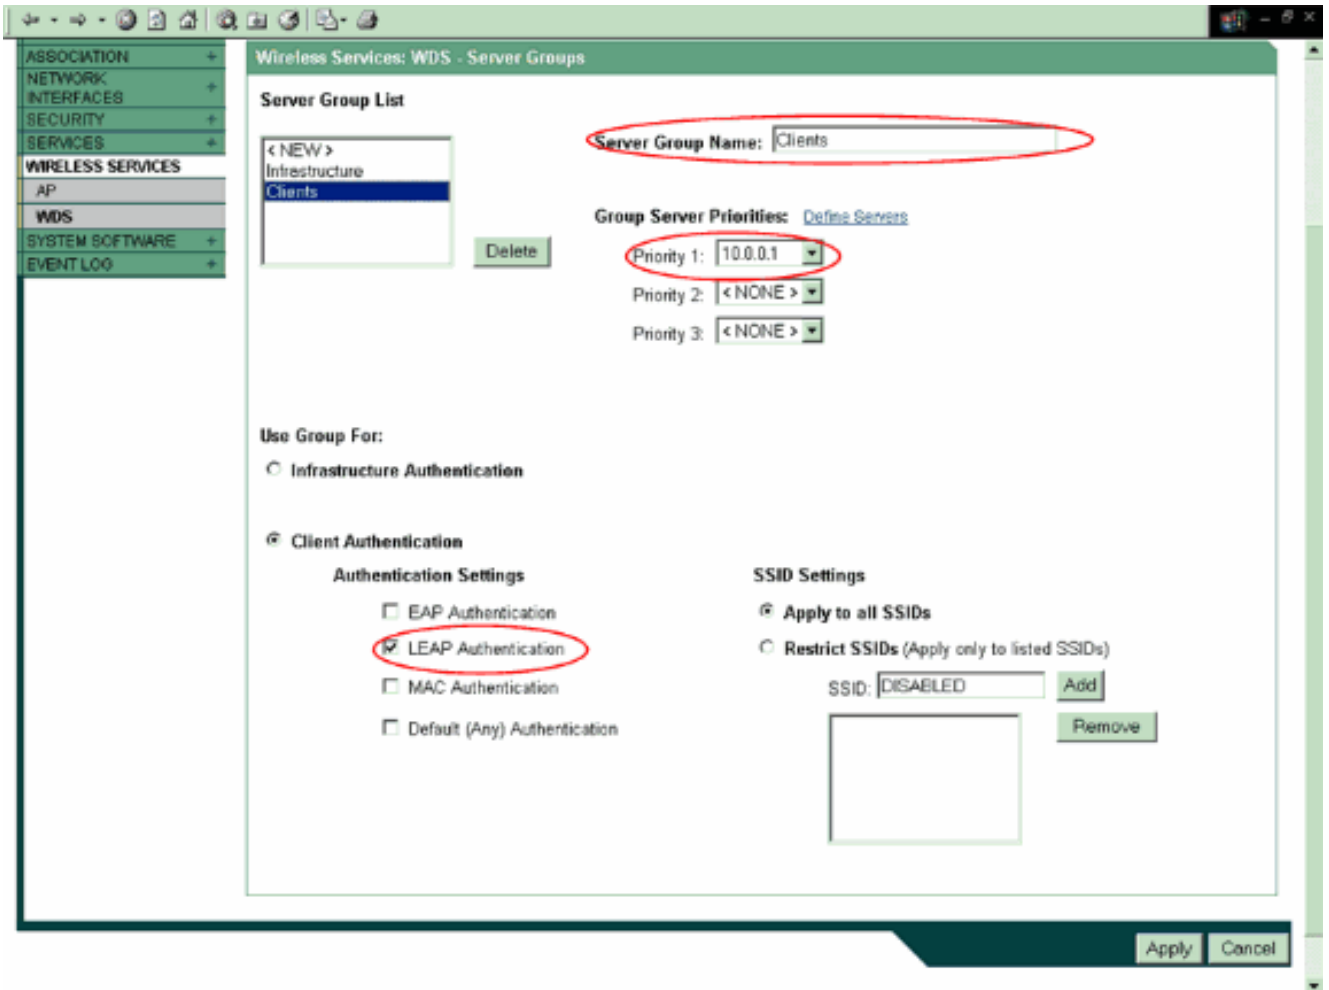 Wireless Services: WDS - Server Groups
ASSOCIATION +
NETWORK
INTERFACES +
SECURITY +
SERVICES +
WIRELESS SERVICES
AP
WDS
SYSTEM SOFTWARE +
EVENT LOG +
Server Group List
< NEW >
Infrastructure
Clients
Delete
Server Group Name: Clients
Group Server Priorities: Define Servers
Priority 1: 10.0.0.1
Priority 2: < NONE >
Priority 3: < NONE >
Use Group For:
Infrastructure Authentication
Client Authentication
Authentication Settings
EAP Authentication
LEAP Authentication
MAC Authentication
Default (Any) Authentication
SSID Settings
Apply to all SSIDs
Restrict SSIDs (Apply only to listed SSIDs)
SSID: DISABLED Add
Remove
Apply Cancel